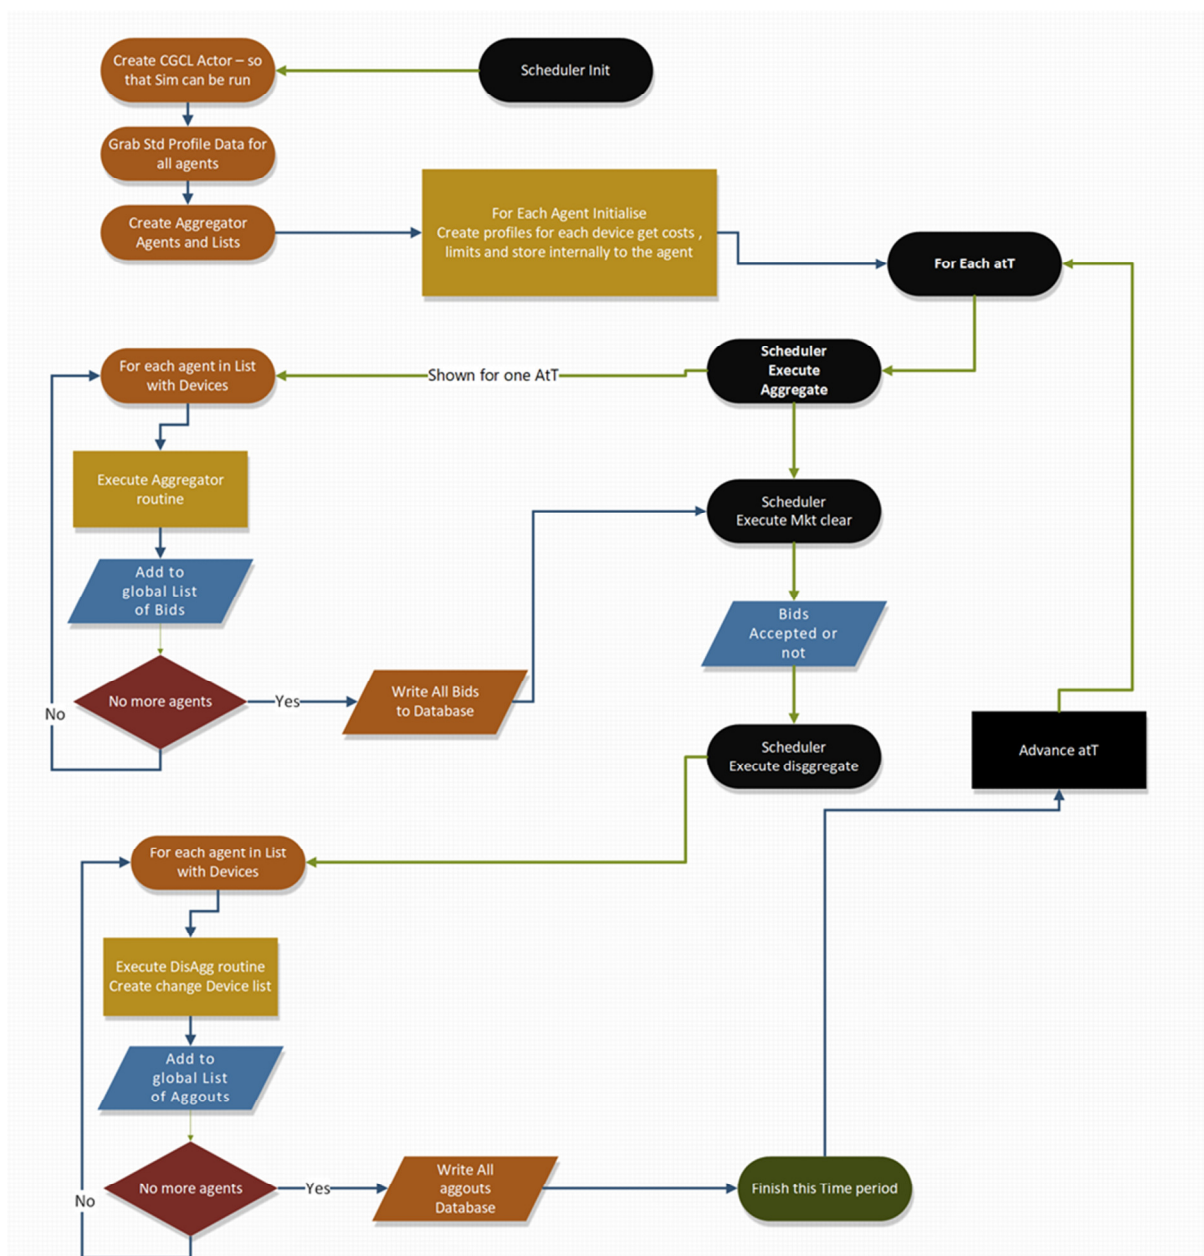 Create CGCL Actor – so
that Sim can be run
Scheduler Init
Grab Std Profile Data for
all agents
Create Aggregator
Agents and Lists
For Each Agent Initialise
Create profiles for each device get costs ,
limits and store internally to the agent
For Each atT
For each agent in List
with Devices
Shown for one AtT
Scheduler
Execute
Aggregate
Execute Aggregator
routine
Scheduler
Execute Mkt clear
Add to
global List
of Bids
Bids
Accepted or
not
No more agents
Yes
No
Write All Bids
to Database
Scheduler
Execute disggregate
Advance atT
For each agent in List
with Devices
Execute DisAgg routine
Create change Device list
Add to
global List
of Aggouts
No more agents
Yes
No
Write All
aggouts
Database
Finish this Time period